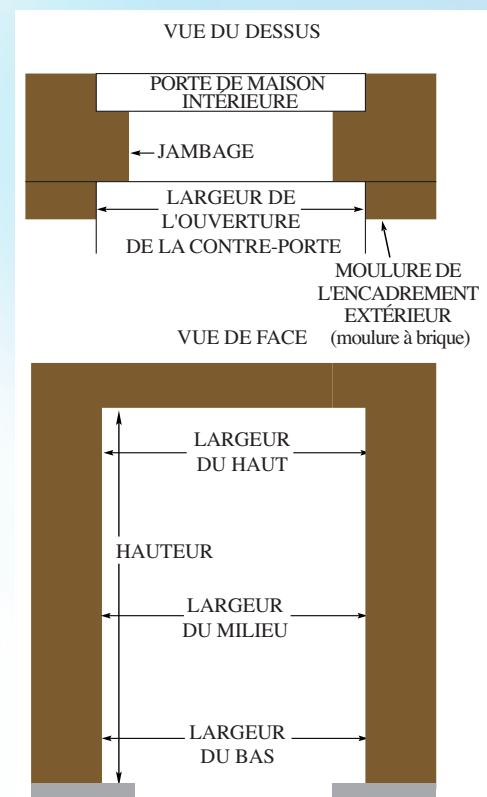 VUE DU DESSUS
PORTE DE MAISON
INTÉRIEURE
JAMBAGE
LARGEUR DE
L'OUVERTURE
DE LA CONTRE-PORTE
MOULURE DE
L'ENCADREMENT
EXTÉRIEUR
(moulure à brique)
VUE DE FACE
LARGEUR
DU HAUT
HAUTEUR
LARGEUR
DU MILIEU
LARGEUR
DU BAS